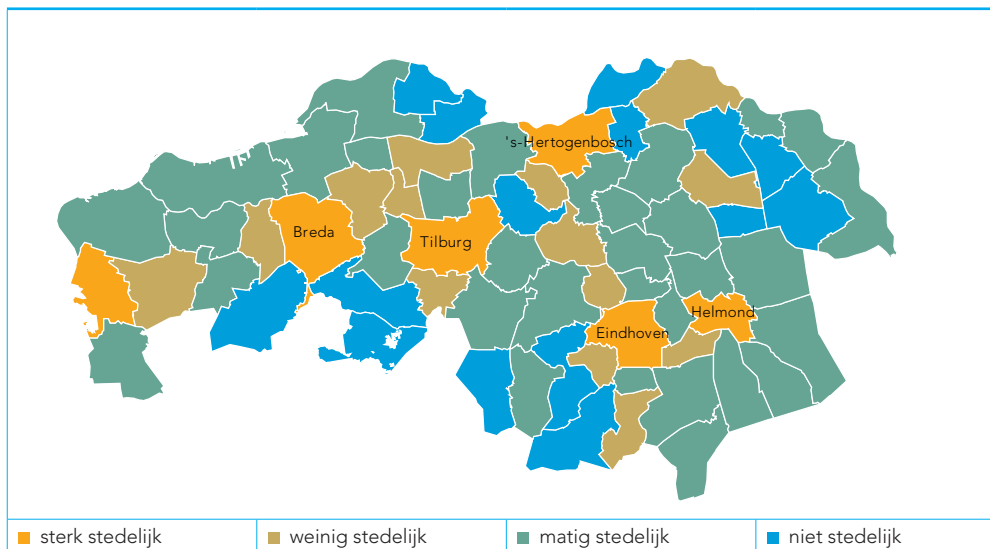 's-Hertogenbosch
Breda
Tilburg
Helmond
Eindhoven
sterk stedelijk
weinig stedelijk
matig stedelijk
niet stedelijk